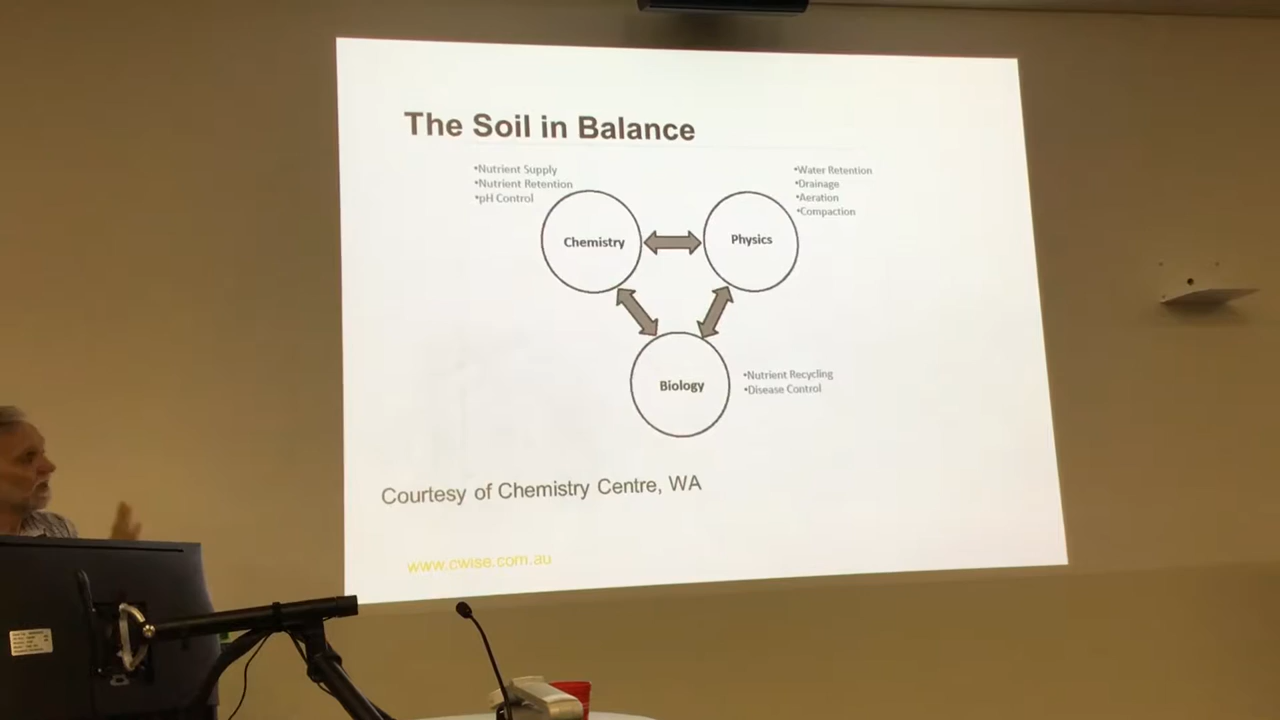 The Soil in Balance
•Nutrient Supply
•Nutrient Retention
•pH Control
•Water Retention
•Drainage
•Aeration
•Compaction
Chemistry
Physics
Biology
•Nutrient Recycling
•Disease Control
Courtesy of Chemistry Centre, WA
www.cwise.com.au